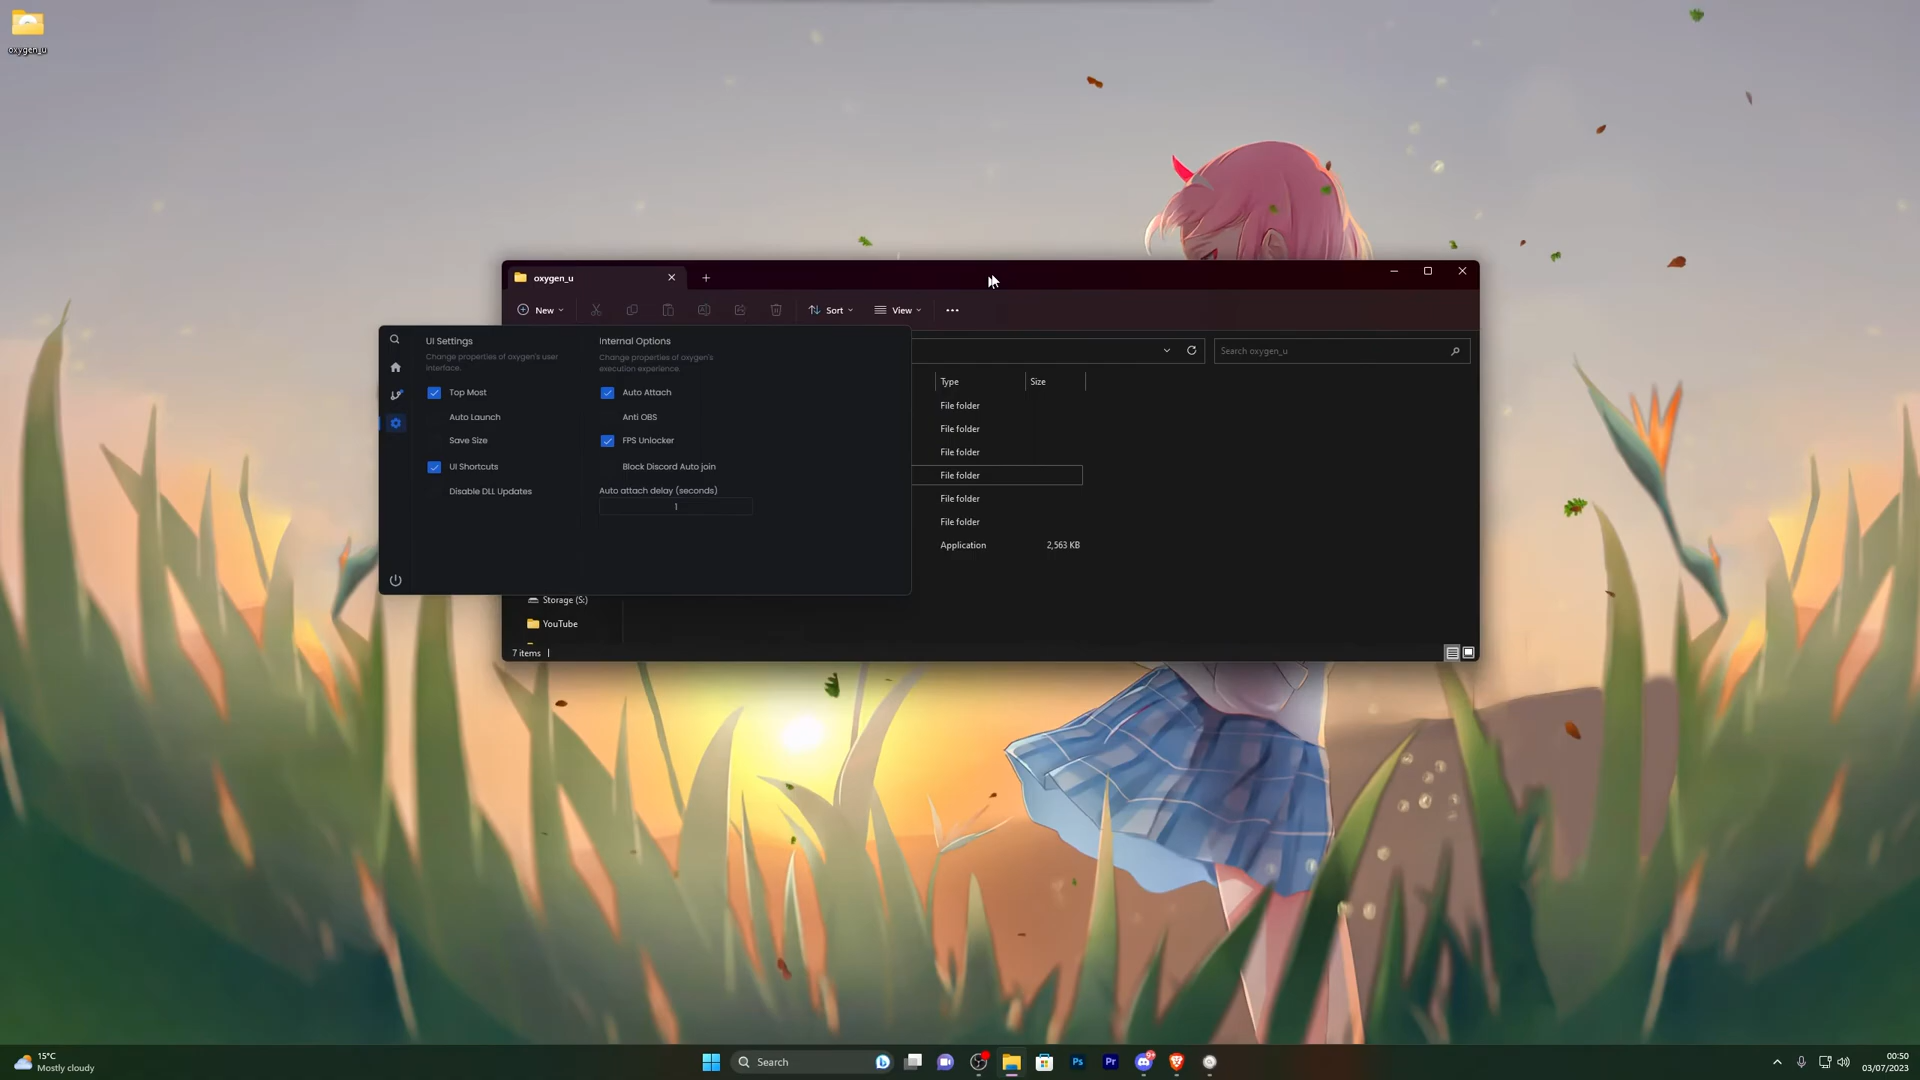 oxygen_u
oxygen_u
New
Sort
View
Search oxygen_u
UI Settings
Change properties of oxygen's user
interface.
Top Most
Auto Launch
Save Size
UI Shortcuts
Disable DLL Updates
Internal Options
Change properties of oxygen's
execution experience.
Auto Attach
Anti OBS
FPS Unlocker
Block Discord Auto join
Auto attach delay (seconds)
1
Type Size
File folder
File folder
File folder
File folder
File folder
File folder
Application 2,563 KB
Storage (S:)
YouTube
7 items
15°C
Mostly cloudy
Search
Ps
Pr
9+
00:50
03/07/2023